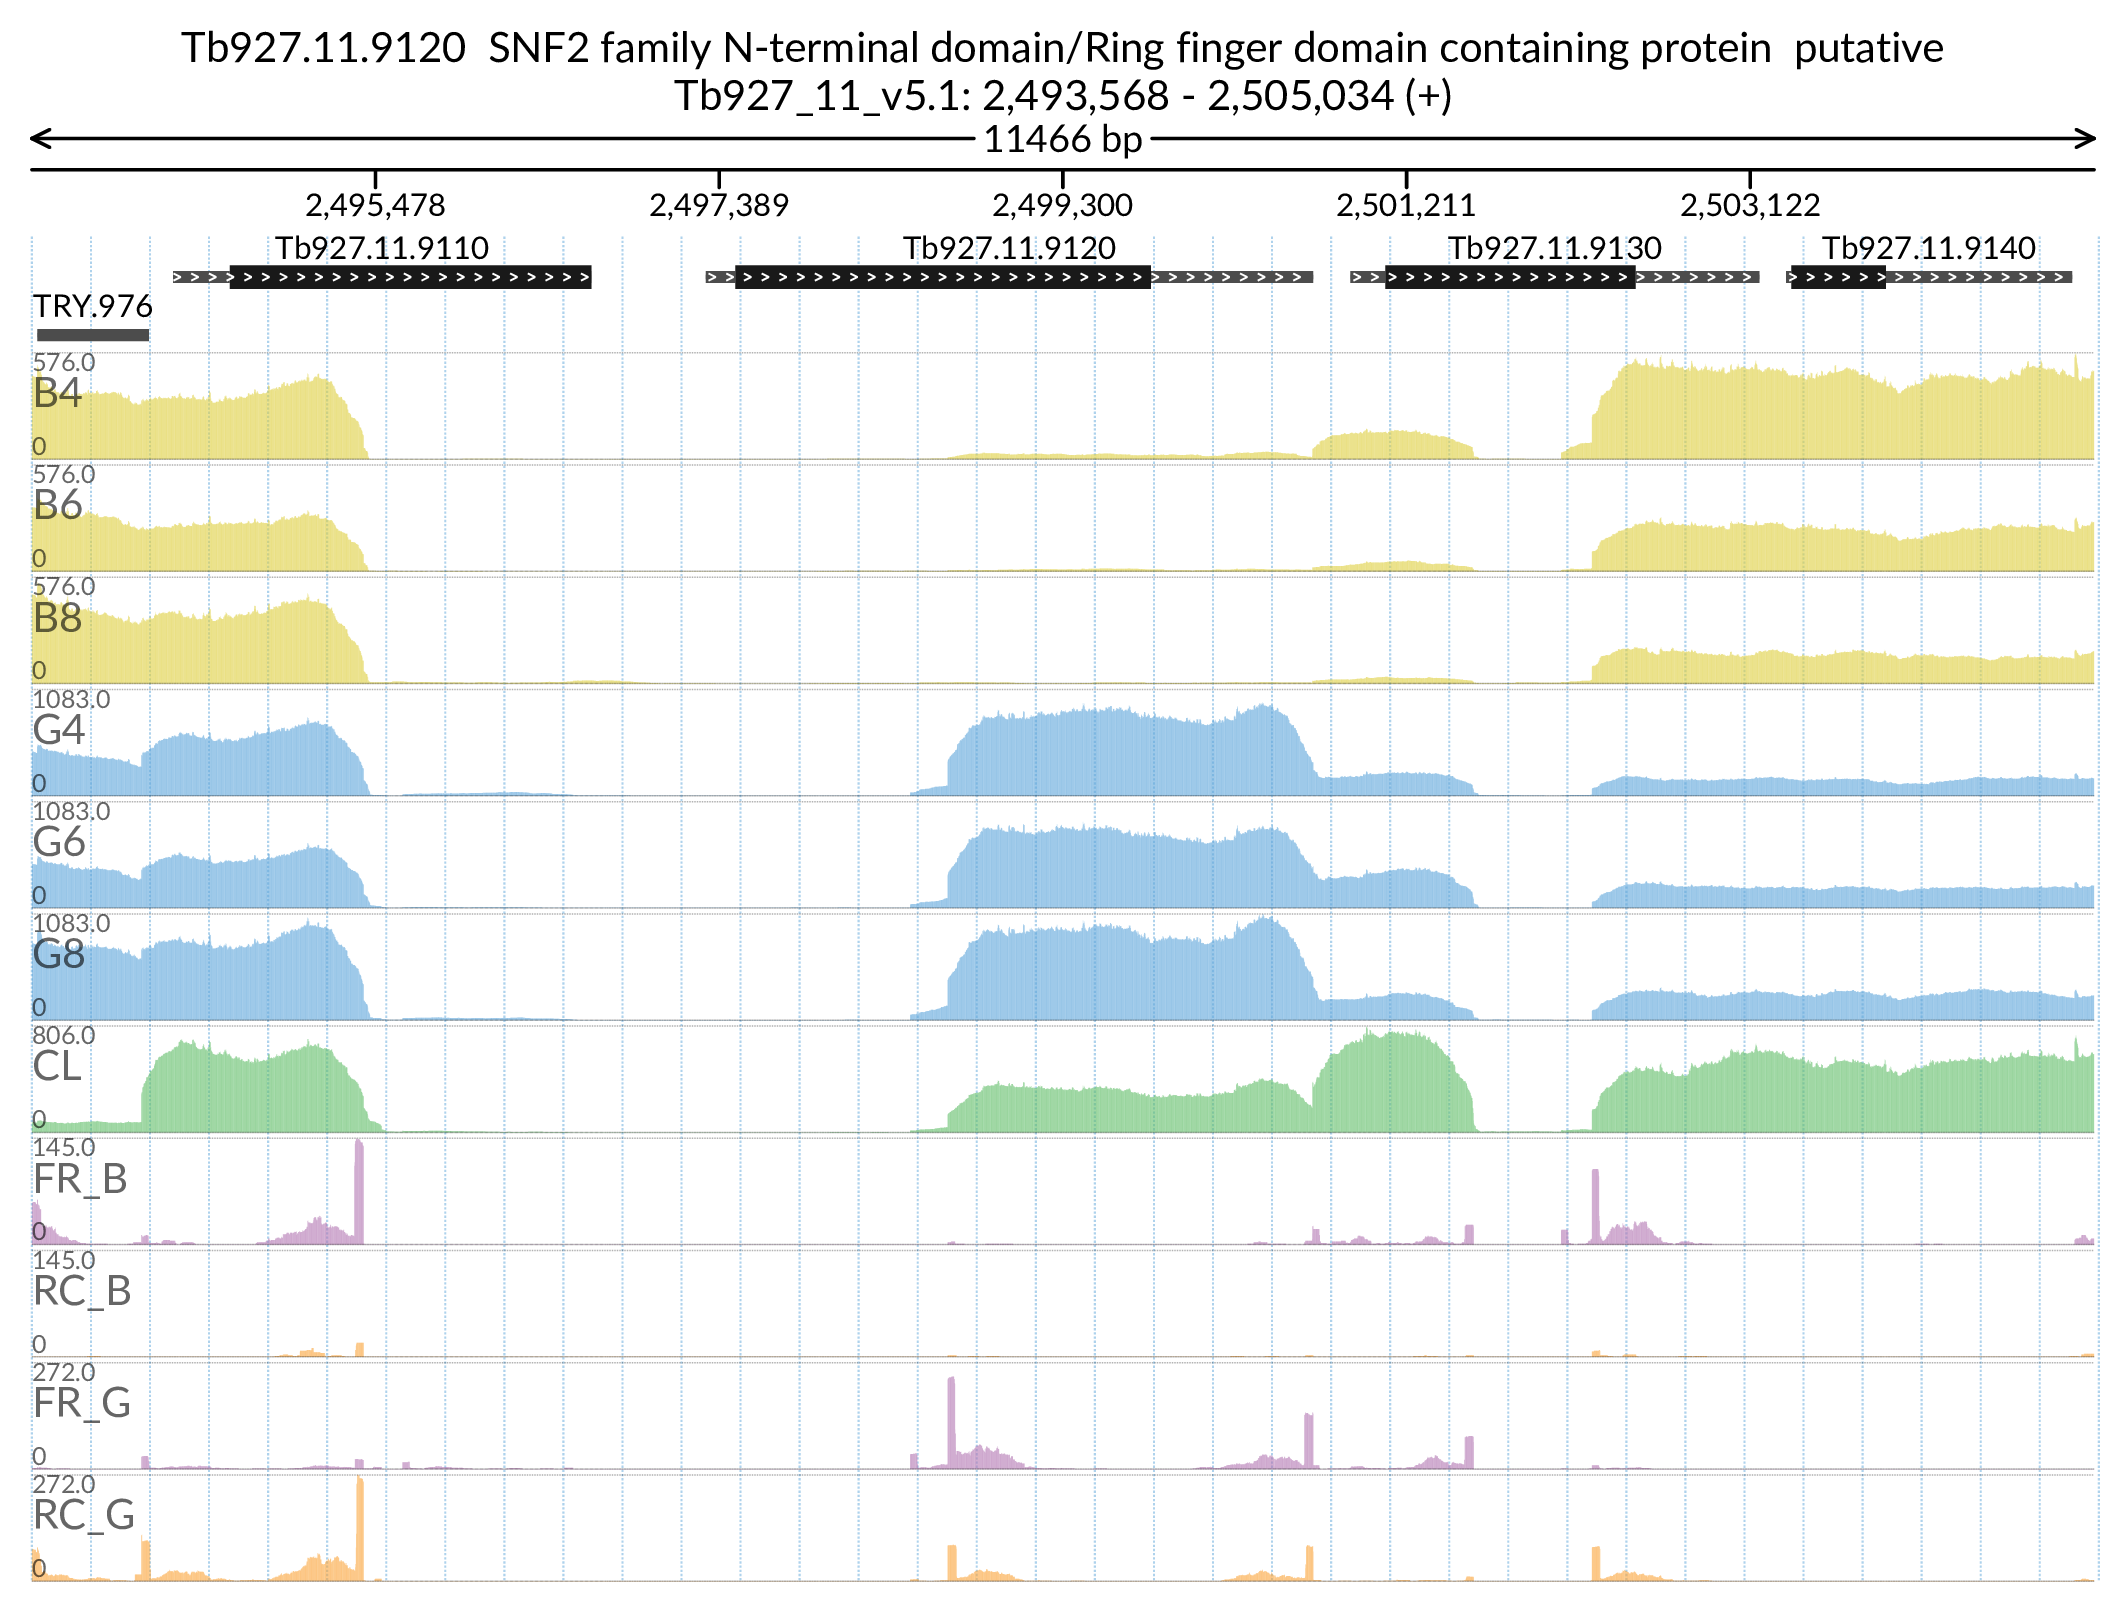 Tb927.11.9120  SNF2 family N-terminal domain/Ring finger domain containing protein  putative
Tb927_11_v5.1: 2,493,568 - 2,505,034 (+)
11466 bp
2,495,478 2,497,389 2,499,300 2,501,211 2,503,122
Tb927.11.9110 Tb927.11.9120 Tb927.11.9130 Tb927.11.9140
TRY.976
576.0
B4
0
576.0
B6
0
576.0
B8
0
1083.0
G4
0
1083.0
G6
0
1083.0
G8
0
806.0
CL
0
145.0
FR_B
0
145.0
RC_B
0
272.0
FR_G
0
272.0
RC_G
0